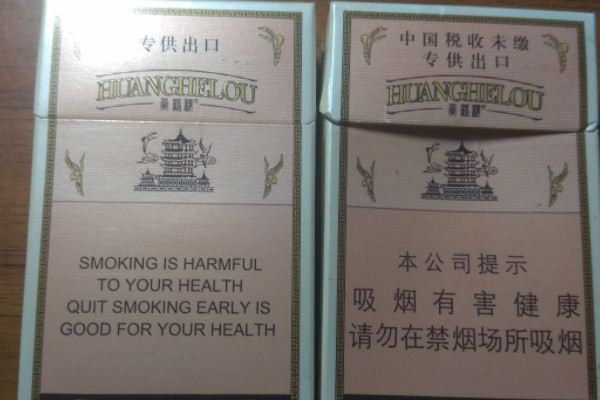 专供出口
HUANGHELOU
黄鹤楼®
SMOKING IS HARMFUL
TO YOUR HEALTH
QUIT SMOKING EARLY IS
GOOD FOR YOUR HEALTH
中国税收未缴
专供出口
HUANGHELOU
黄鹤楼®
本公司提示
吸烟有害健康
请勿在禁烟场所吸烟